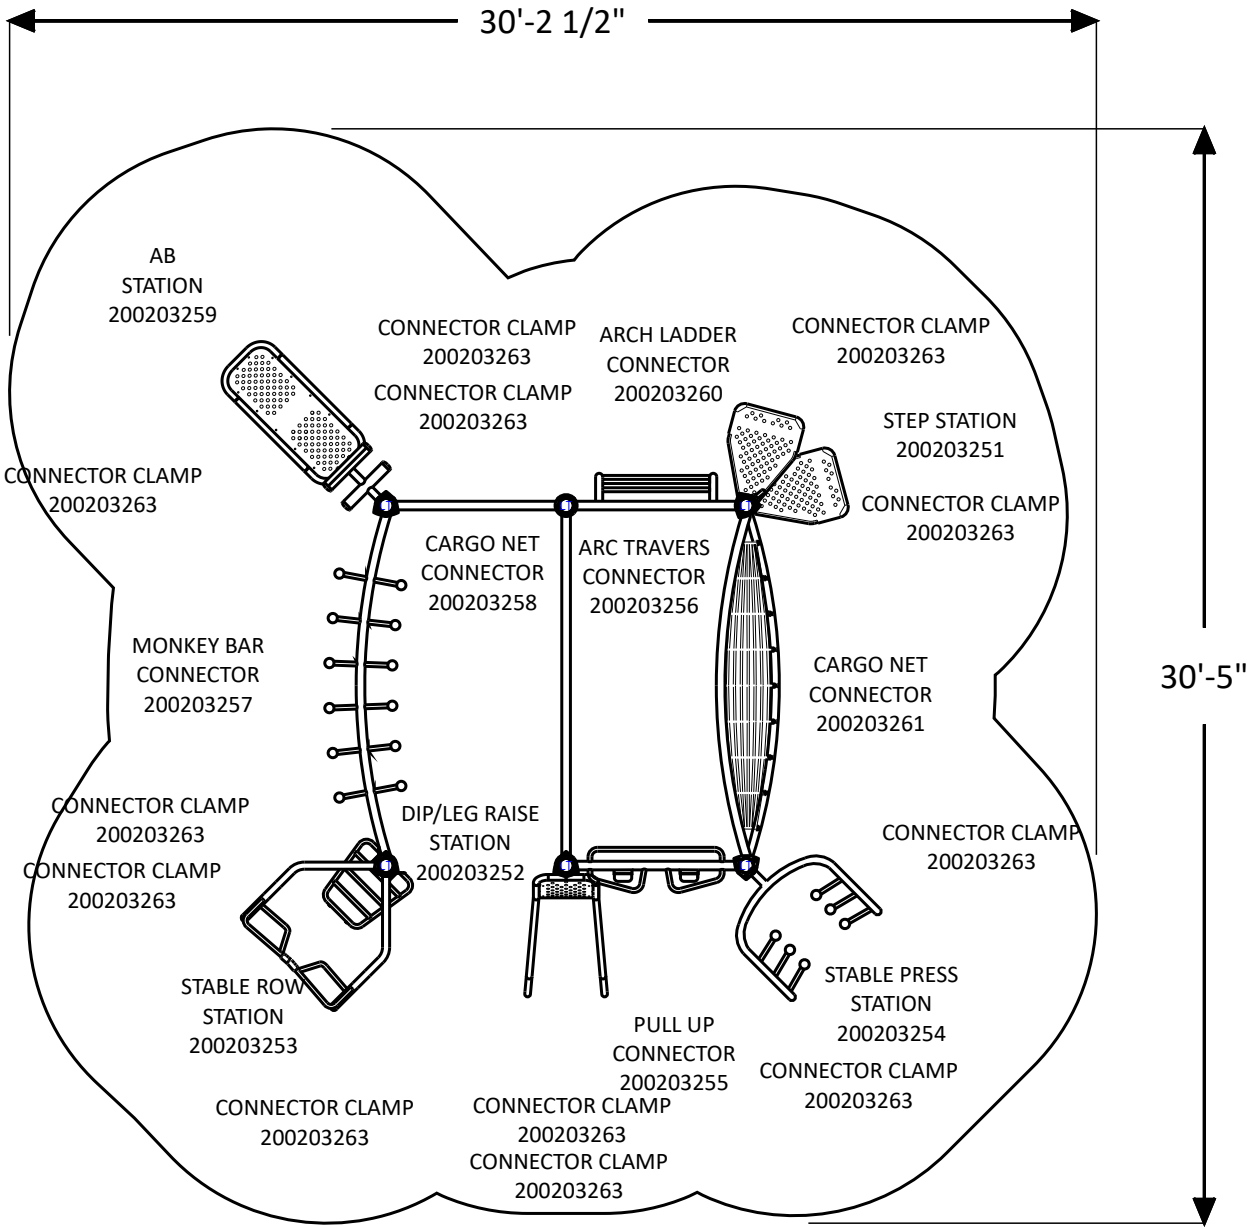 30'-2 1/2"
AB
STATION
200203259
CONNECTOR CLAMP
200203263
CONNECTOR CLAMP
200203263
ARCH LADDER
CONNECTOR
200203260
CONNECTOR CLAMP
200203263
STEP STATION
200203251
CONNECTOR CLAMP
200203263
CONNECTOR CLAMP
200203263
CARGO NET
CONNECTOR
200203258
ARC TRAVERS
CONNECTOR
200203256
MONKEY BAR
CONNECTOR
200203257
CARGO NET
CONNECTOR
200203261
30'-5"
CONNECTOR CLAMP
200203263
CONNECTOR CLAMP
200203263
DIP/LEG RAISE
STATION
200203252
CONNECTOR CLAMP
200203263
STABLE ROW
STATION
200203253
STABLE PRESS
STATION
200203254
PULL UP
CONNECTOR
200203255
CONNECTOR CLAMP
200203263
CONNECTOR CLAMP
200203263
CONNECTOR CLAMP
200203263
CONNECTOR CLAMP
200203263